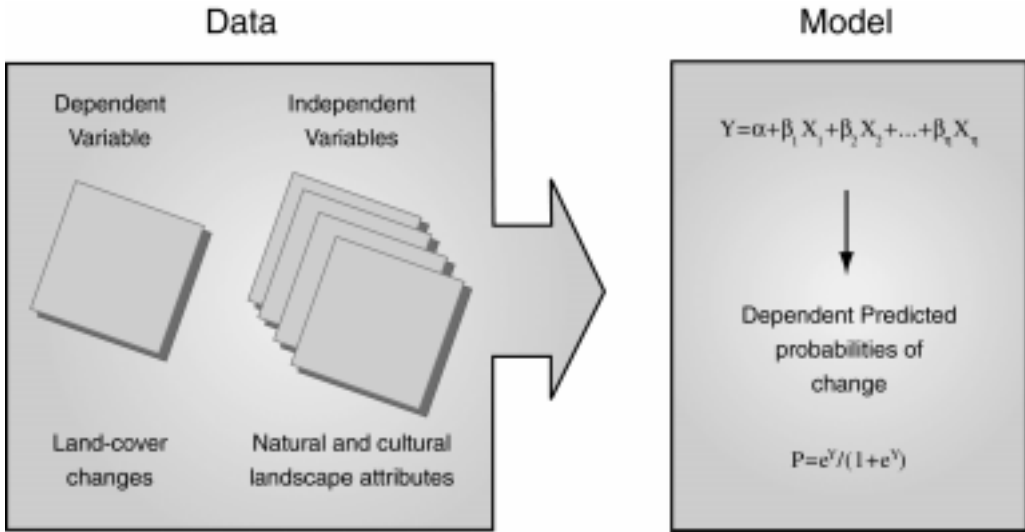 Data
Dependent
Variable
Independent
Variables
Land-cover
changes
Natural and cultural
landscape attributes
Model
Y=α+β₁X₁+β₂X₂+...+βηXη
Dependent Predicted
probabilities of
change
P=eʸ/(1+eʸ)